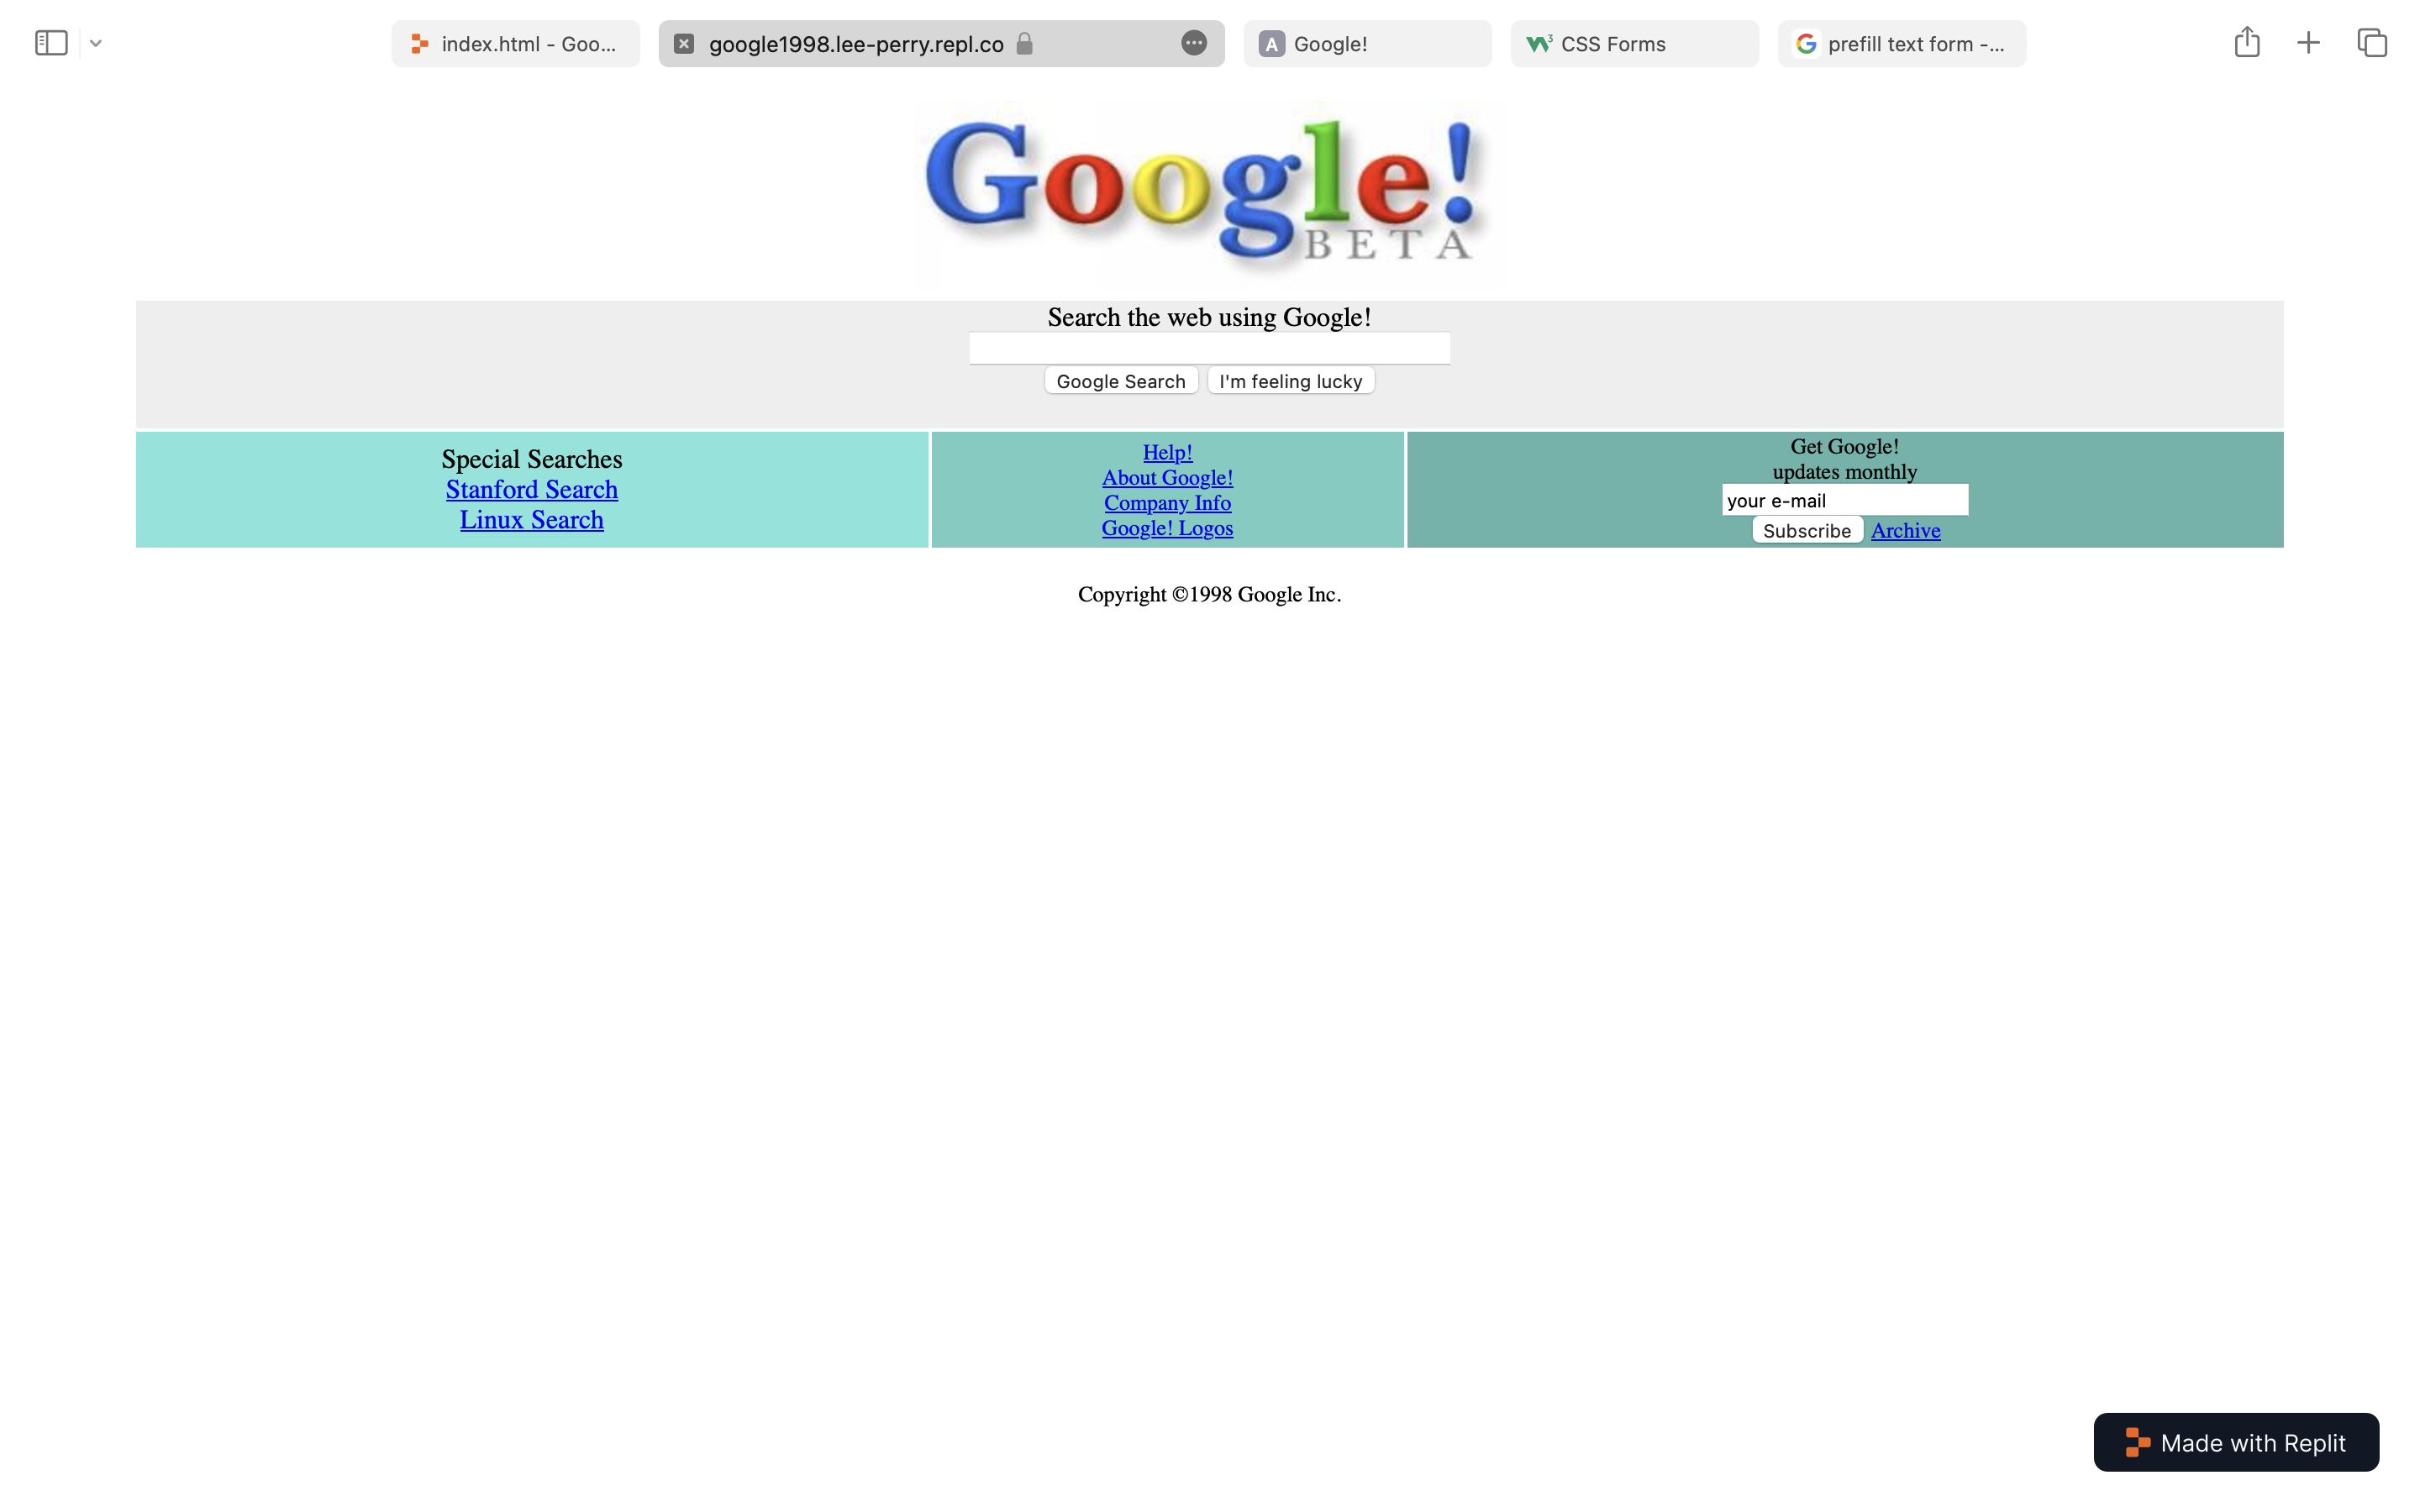 index.html - Goo...
google1998.lee-perry.repl.co
A Google!
W3 CSS Forms
G prefill text form -...
Google!
BETA
Search the web using Google!
Google Search I'm feeling lucky
Special Searches
Stanford Search
Linux Search
Help!
About Google!
Company Info
Google! Logos
Get Google!
updates monthly
your e-mail
Subscribe Archive
Copyright ©1998 Google Inc.
Made with Replit